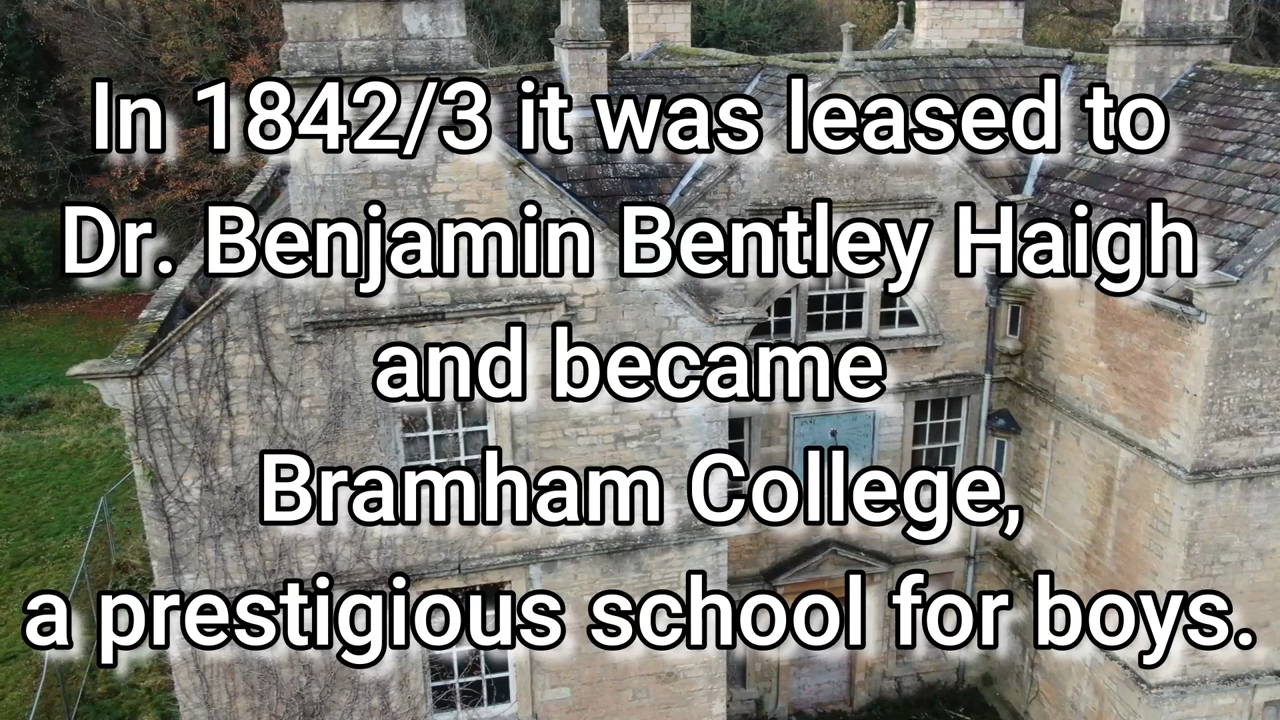 In 1842/3 it was leased to
Dr. Benjamin Bentley Haigh
and became
Bramham College,
a prestigious school for boys.